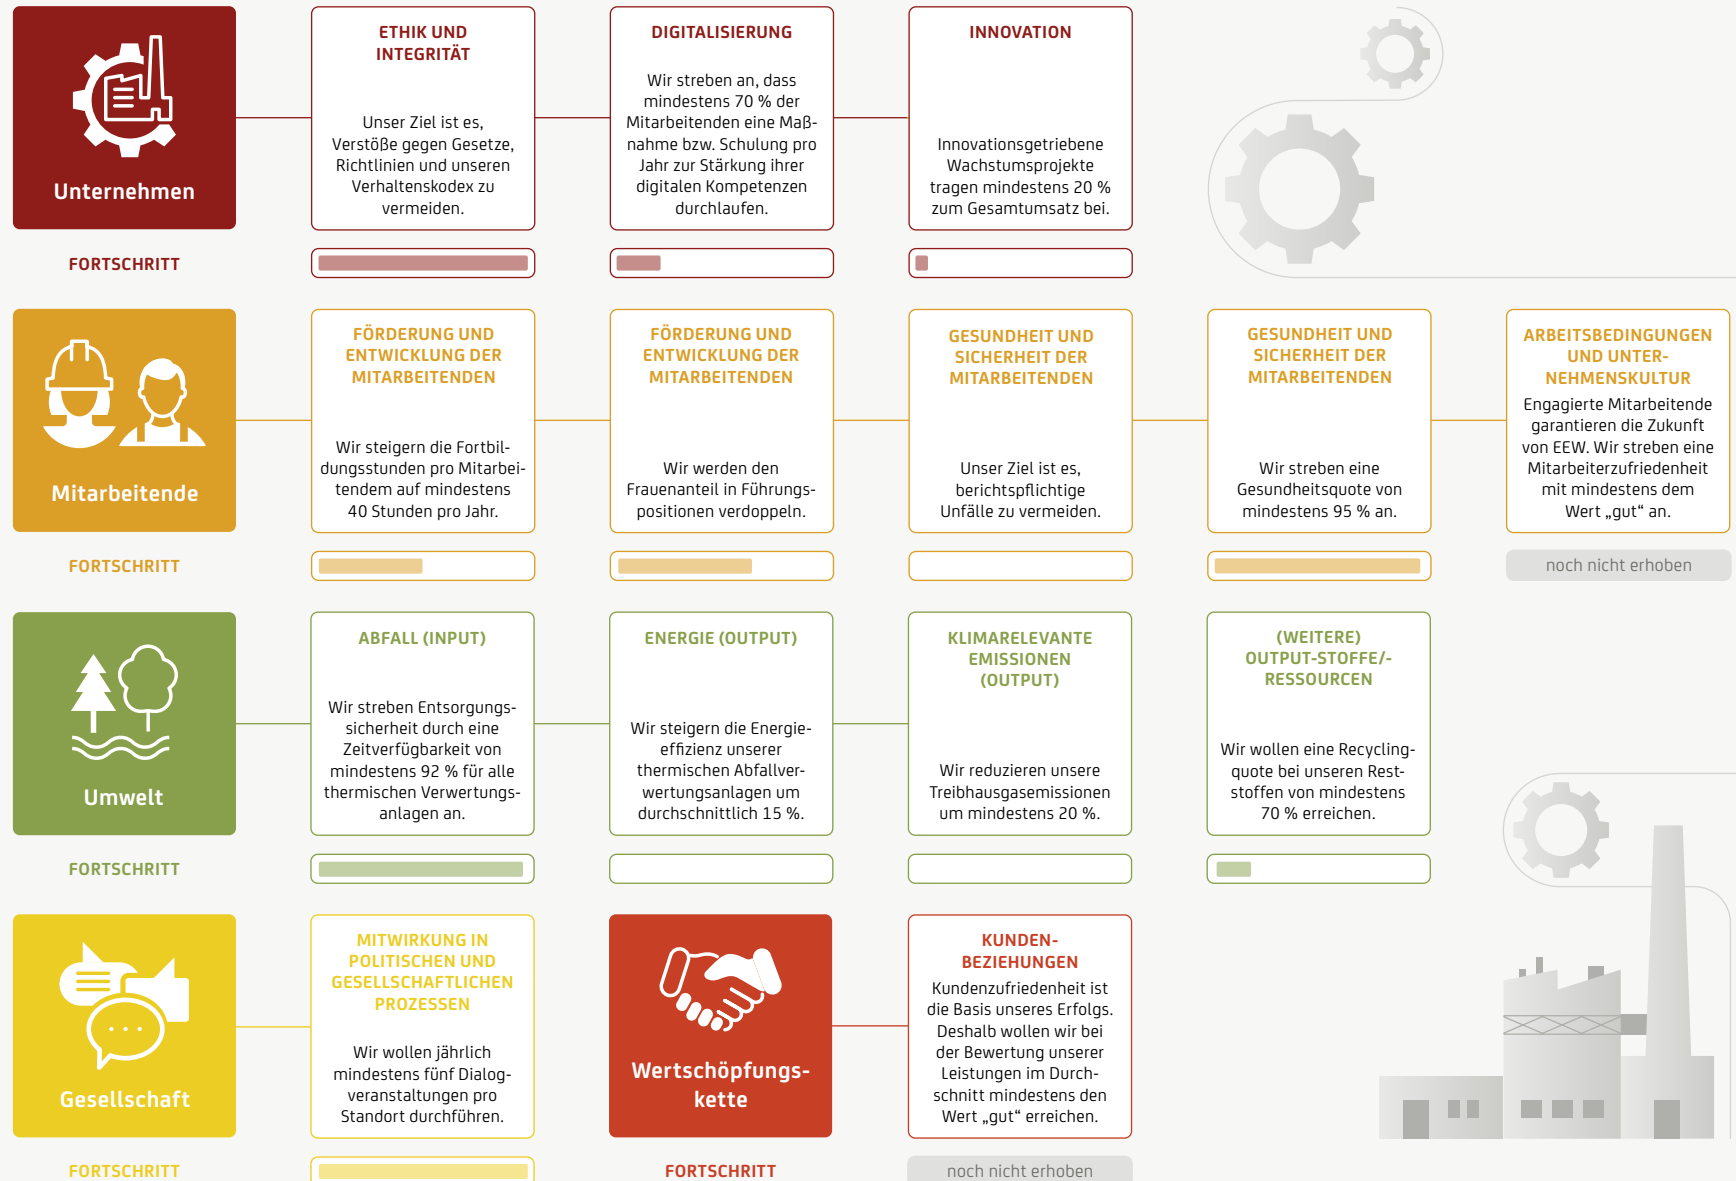 Unternehmen
ETHIK UND
INTEGRITÄT
Unser Ziel ist es,
Verstöße gegen Gesetze,
Richtlinien und unseren
Verhaltenskodex zu
vermeiden.
DIGITALISIERUNG
Wir streben an, dass
mindestens 70 % der
Mitarbeitenden eine Maß-
nahme bzw. Schulung pro
Jahr zur Stärkung ihrer
digitalen Kompetenzen
durchlaufen.
INNOVATION
Innovationsgetriebene
Wachstumsprojekte
tragen mindestens 20 %
zum Gesamtumsatz bei.
FORTSCHRITT
Mitarbeitende
FÖRDERUNG UND
ENTWICKLUNG DER
MITARBEITENDEN
Wir steigern die Fortbil-
dungsstunden pro Mitarbei-
tendem auf mindestens
40 Stunden pro Jahr.
FÖRDERUNG UND
ENTWICKLUNG DER
MITARBEITENDEN
Wir werden den
Frauenanteil in Führungs-
positionen verdoppeln.
GESUNDHEIT UND
SICHERHEIT DER
MITARBEITENDEN
Unser Ziel ist es,
berichtspflichtige
Unfälle zu vermeiden.
GESUNDHEIT UND
SICHERHEIT DER
MITARBEITENDEN
Wir streben eine
Gesundheitsquote von
mindestens 95 % an.
ARBEITSBEDINGUNGEN
UND UNTER-
NEHMENSKULTUR
Engagierte Mitarbeitende
garantieren die Zukunft
von EEW. Wir streben eine
Mitarbeiterzufriedenheit
mit mindestens dem
Wert „gut“ an.
FORTSCHRITT
noch nicht erhoben
Umwelt
ABFALL (INPUT)
Wir streben Entsorgungs-
sicherheit durch eine
Zeitverfügbarkeit von
mindestens 92 % für alle
thermischen Verwertungs-
anlagen an.
ENERGIE (OUTPUT)
Wir steigern die Energie-
effizienz unserer
thermischen Abfallver-
wertungsanlagen um
durchschnittlich 15 %.
KLIMARELEVANTE
EMISSIONEN
(OUTPUT)
Wir reduzieren unsere
Treibhausgasemissionen
um mindestens 20 %.
(WEITERE)
OUTPUT-STOFFE/-
RESSOURCEN
Wir wollen eine Recycling-
quote bei unseren Rest-
stoffen von mindestens
70 % erreichen.
FORTSCHRITT
Gesellschaft
MITWIRKUNG IN
POLITISCHEN UND
GESELLSCHAFTLICHEN
PROZESSEN
Wir wollen jährlich
mindestens fünf Dialog-
veranstaltungen pro
Standort durchführen.
Wertschöpfungs-
kette
KUNDEN-
BEZIEHUNGEN
Kundenzufriedenheit ist
die Basis unseres Erfolgs.
Deshalb wollen wir bei
der Bewertung unserer
Leistungen im Durch-
schnitt mindestens den
Wert „gut“ erreichen.
FORTSCHRITT
FORTSCHRITT
noch nicht erhoben